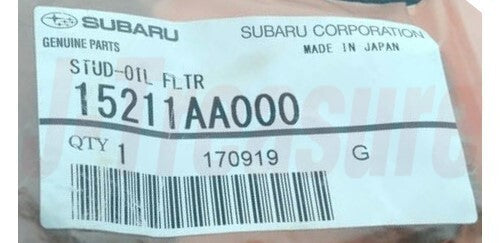 SUBARU SUBARU CORPORATION
GENUINE PARTS MADE IN JAPAN
STUD-OIL FLTR
15211AA000
QTY 1 170919 G